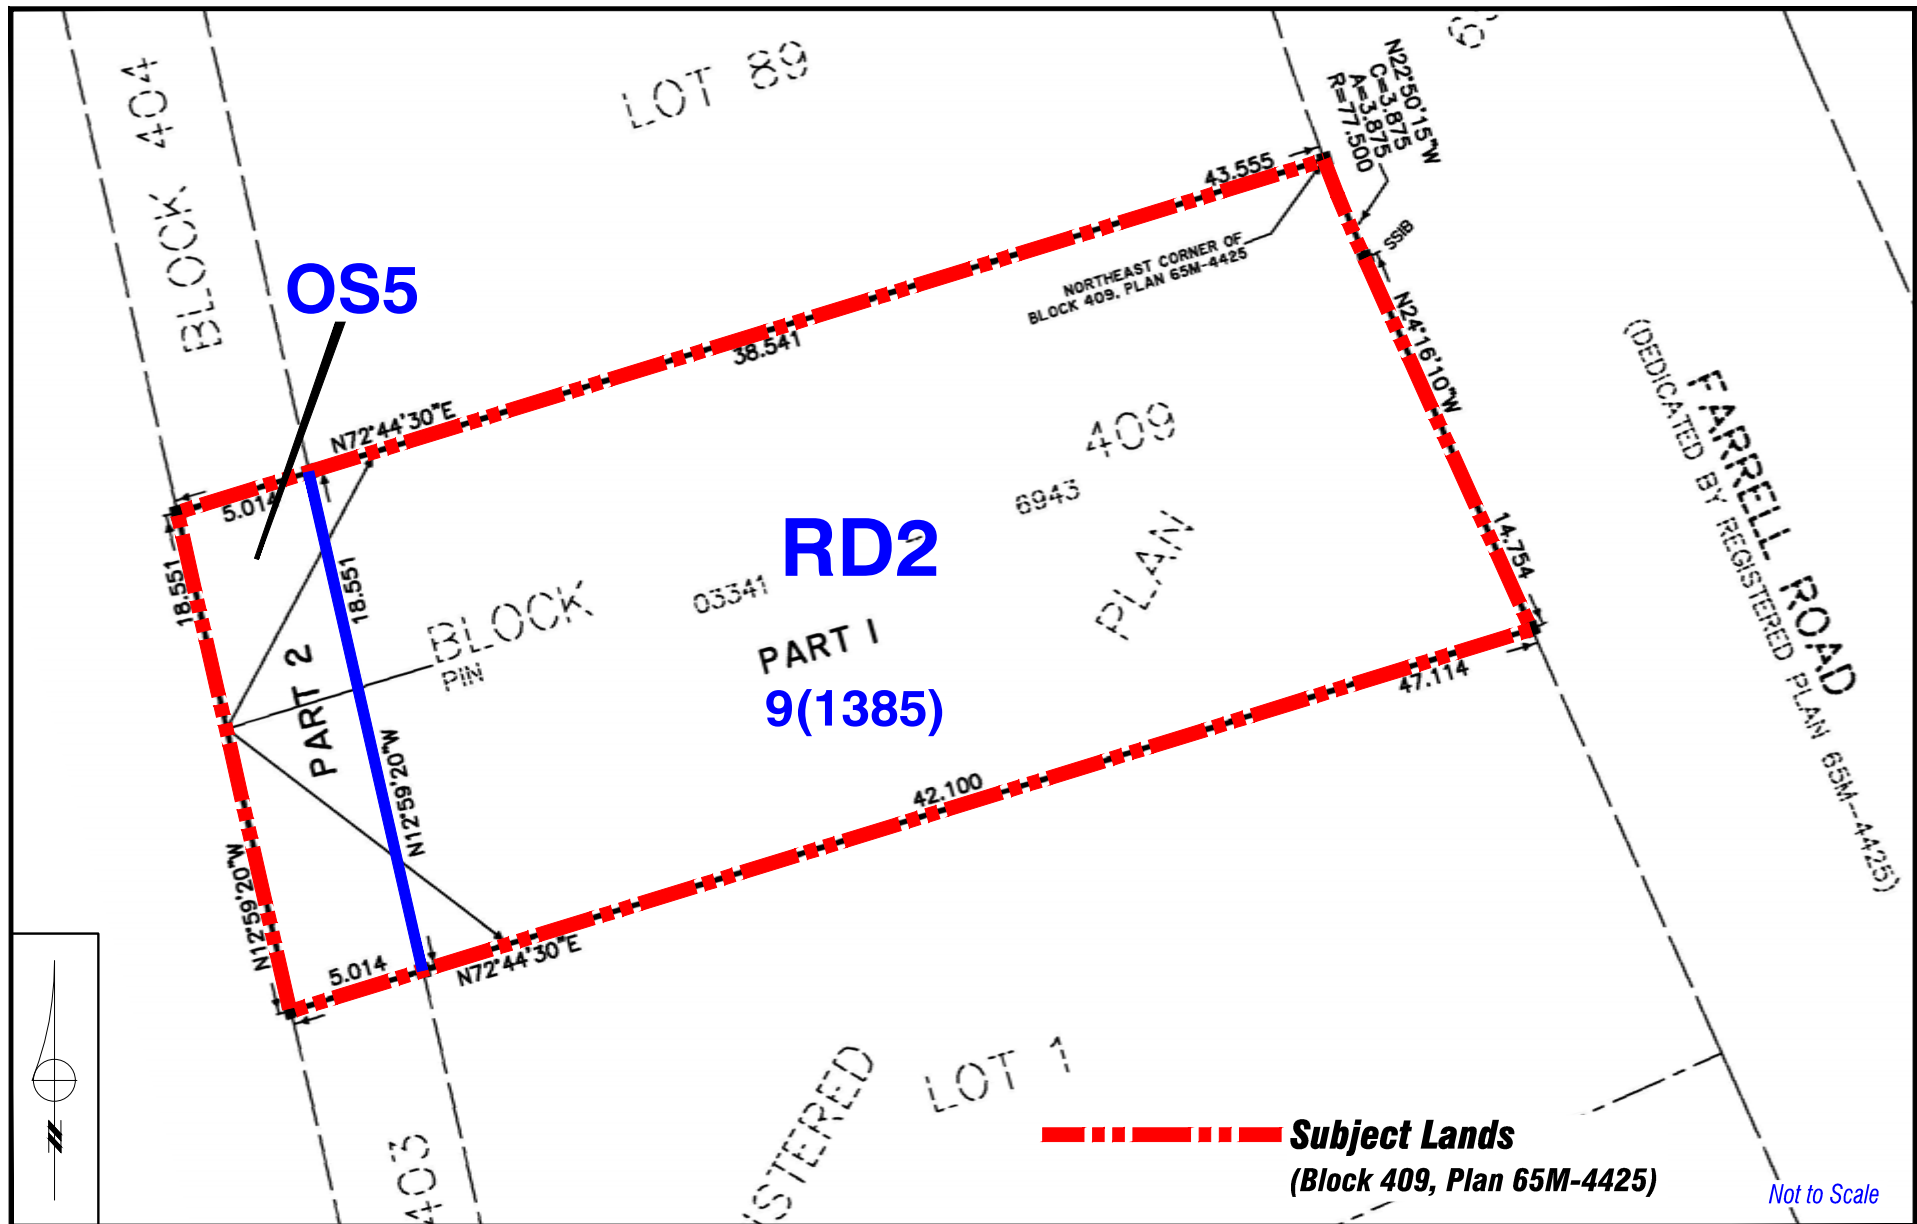 BLOCK 404
LOT 89
N22°50'15"W
C=3.875
A=3.875
R=77.500
43.555
SSIB
OS5
NORTHEAST CORNER OF
BLOCK 409, PLAN 65M-4425
N24°16'10"W
38.541
N72°44'30"E
5.014
18.551
18.551
409
6943
RD2
14.754
BLOCK
03341
PLAN
PIN
PART 1
9(1385)
PART 2
47.114
42.100
N12°59'20"W
N12°59'20"W
N72°44'30"E
5.014
FARRELL ROAD
(DEDICATED BY REGISTERED PLAN 65M-4425)
LOT 1
ISTERED
403
N
Subject Lands
(Block 409, Plan 65M-4425)
Not to Scale